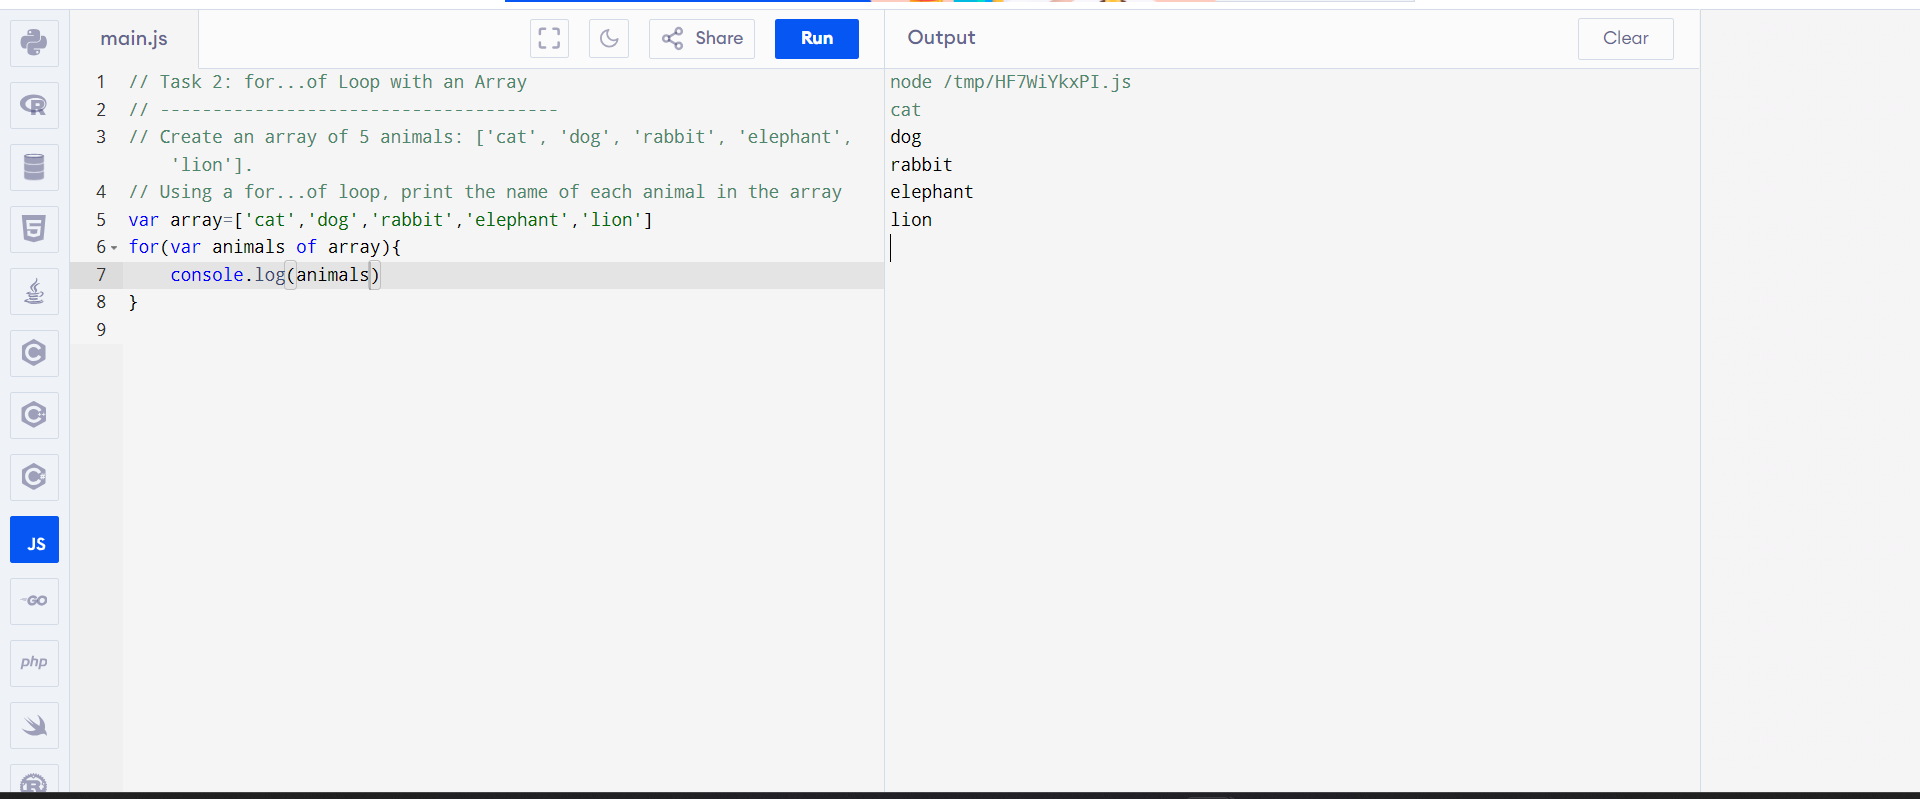 main.js
Share
Run
Output
Clear
1 // Task 2: for...of Loop with an Array
2 // --------------------------------------
3 // Create an array of 5 animals: ['cat', 'dog', 'rabbit', 'elephant',
'lion'].
4 // Using a for...of loop, print the name of each animal in the array
5 var array=['cat','dog','rabbit','elephant','lion']
6 for(var animals of array){
7 console.log(animals)
8 }
9
node /tmp/HF7WiYkxPI.js
cat
dog
rabbit
elephant
lion
R
5
C
C
C
JS
GO
php
R